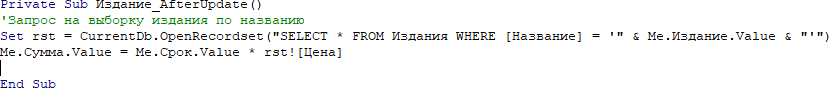 Private Sub Издание_AfterUpdate()
'Запрос на выборку издания по названию
Set rst = CurrentDb.OpenRecordset("SELECT * FROM Издания WHERE [Название] = '" & Me.Издание.Value & "'")
Me.Сумма.Value = Me.Срок.Value * rst![Цена]
End Sub